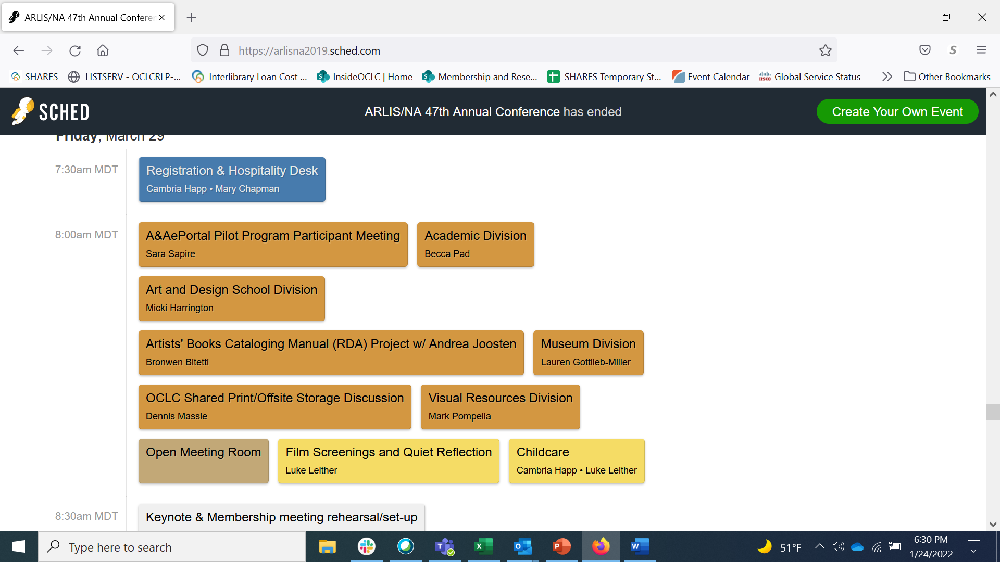 ARLIS/NA 47th Annual Conferen
https://arlisna2019.sched.com
SHARES
LISTSERV - OCLCRLP-...
Interlibrary Loan Cost ...
InsideOCLC | Home
Membership and Rese...
SHARES Temporary St...
Event Calendar
Global Service Status
Other Bookmarks
SCHED
ARLIS/NA 47th Annual Conference has ended
Create Your Own Event
Friday, March 29
7:30am MDT
Registration & Hospitality Desk
Cambria Happ • Mary Chapman
8:00am MDT
A&AePortal Pilot Program Participant Meeting
Sara Sapire
Academic Division
Becca Pad
Art and Design School Division
Micki Harrington
Artists' Books Cataloging Manual (RDA) Project w/ Andrea Joosten
Bronwen Bitetti
Museum Division
Lauren Gottlieb-Miller
OCLC Shared Print/Offsite Storage Discussion
Dennis Massie
Visual Resources Division
Mark Pompelia
Open Meeting Room
Film Screenings and Quiet Reflection
Luke Leither
Childcare
Cambria Happ • Luke Leither
8:30am MDT
Keynote & Membership meeting rehearsal/set-up
Type here to search
51°F
6:30 PM
1/24/2022